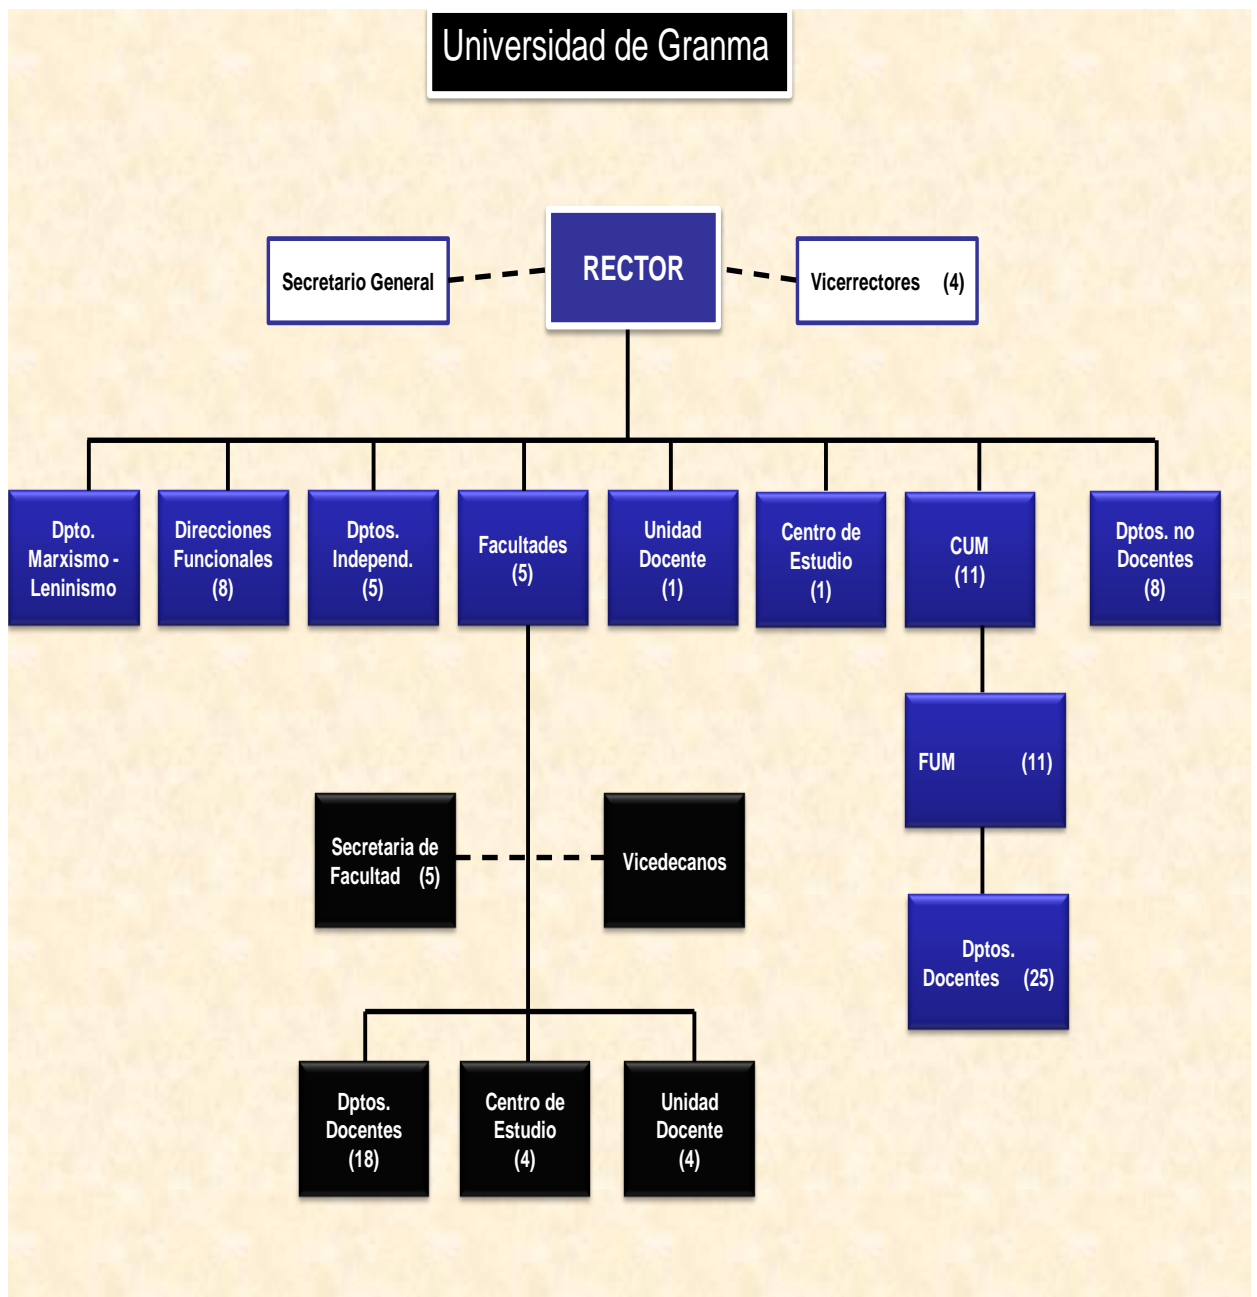 Universidad de Granma
RECTOR
Secretario General
Vicerrectores (4)
Dpto.
Marxismo -
Leninismo
Direcciones
Funcionales
(8)
Dptos.
Independ.
(5)
Facultades
(5)
Unidad
Docente
(1)
Centro de
Estudio
(1)
CUM
(11)
Dptos. no
Docentes
(8)
FUM (11)
Secretaria de
Facultad (5)
Vicedecanos
Dptos.
Docentes (25)
Dptos.
Docentes
(18)
Centro de
Estudio
(4)
Unidad
Docente
(4)